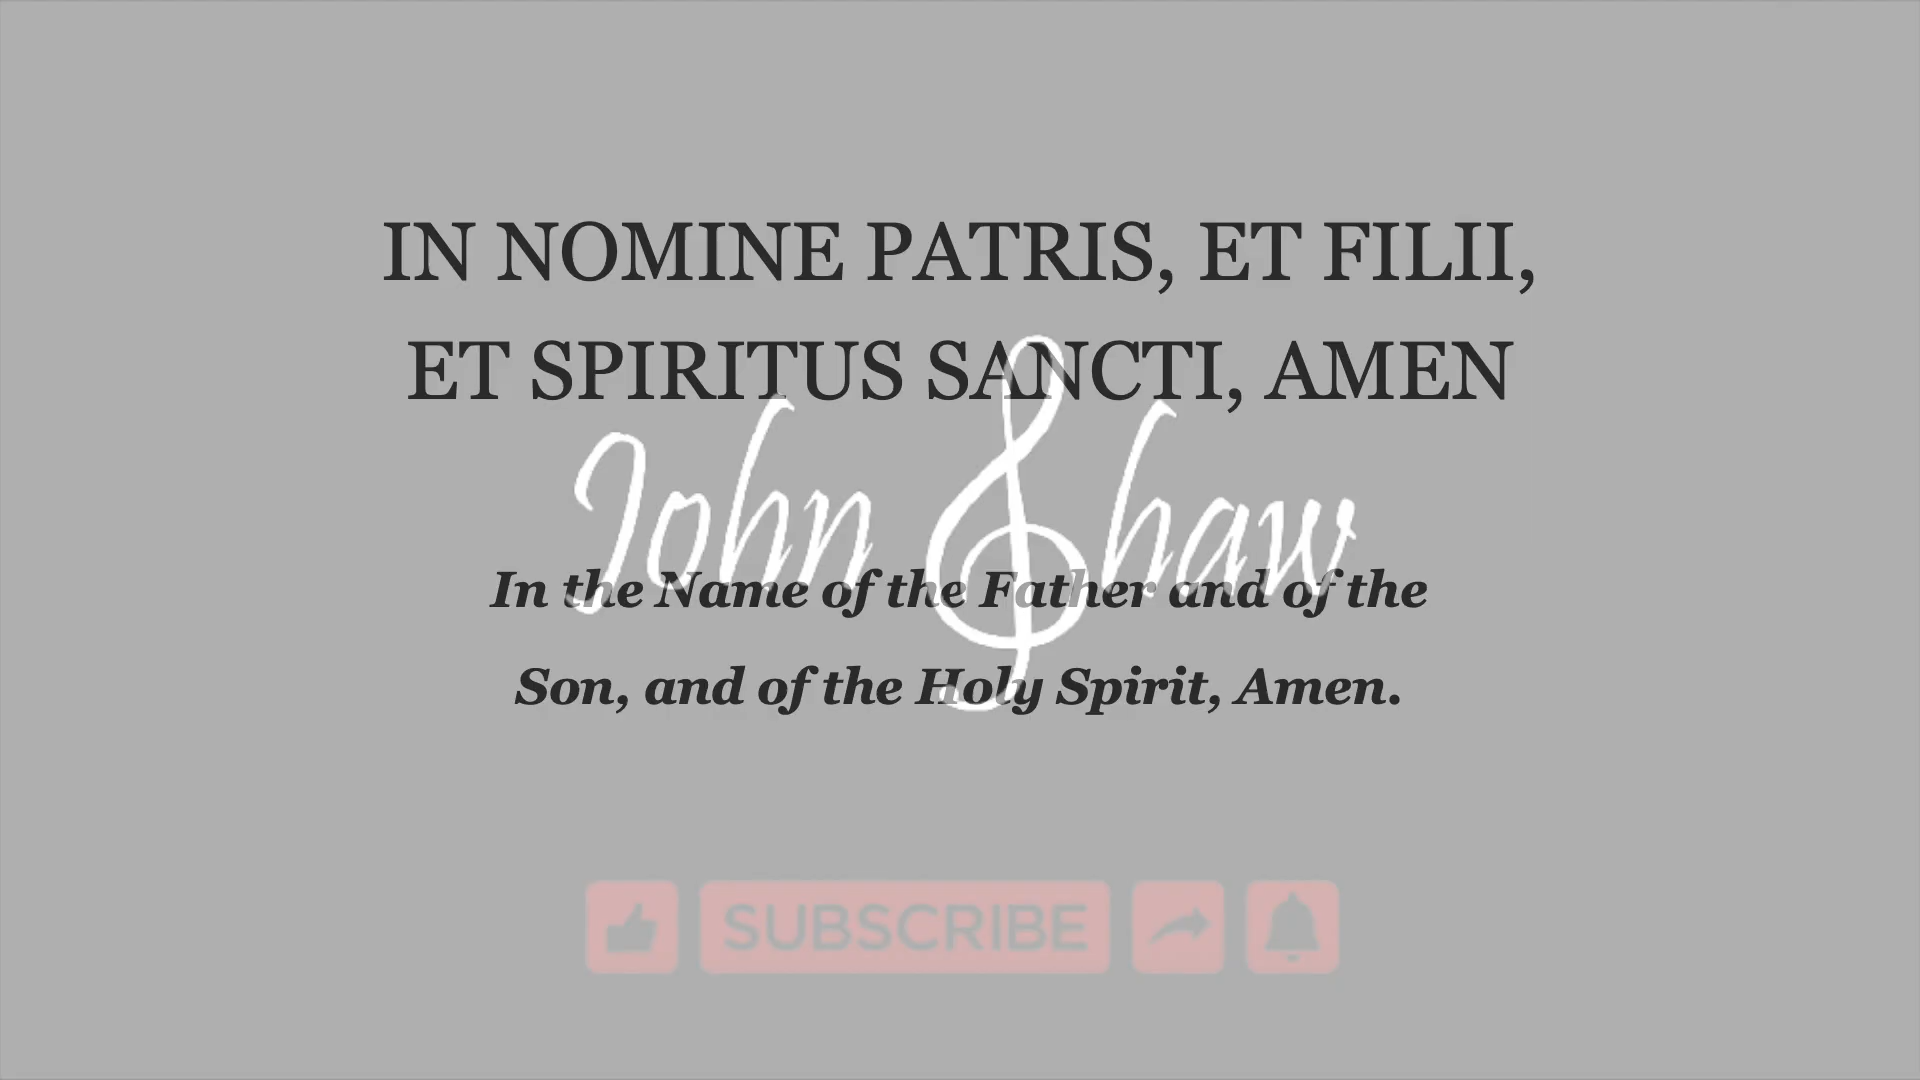 IN NOMINE PATRIS, ET FILII,
ET SPIRITUS SANCTI, AMEN
John Shaw
In the Name of the Father and of the
Son, and of the Holy Spirit, Amen.
SUBSCRIBE